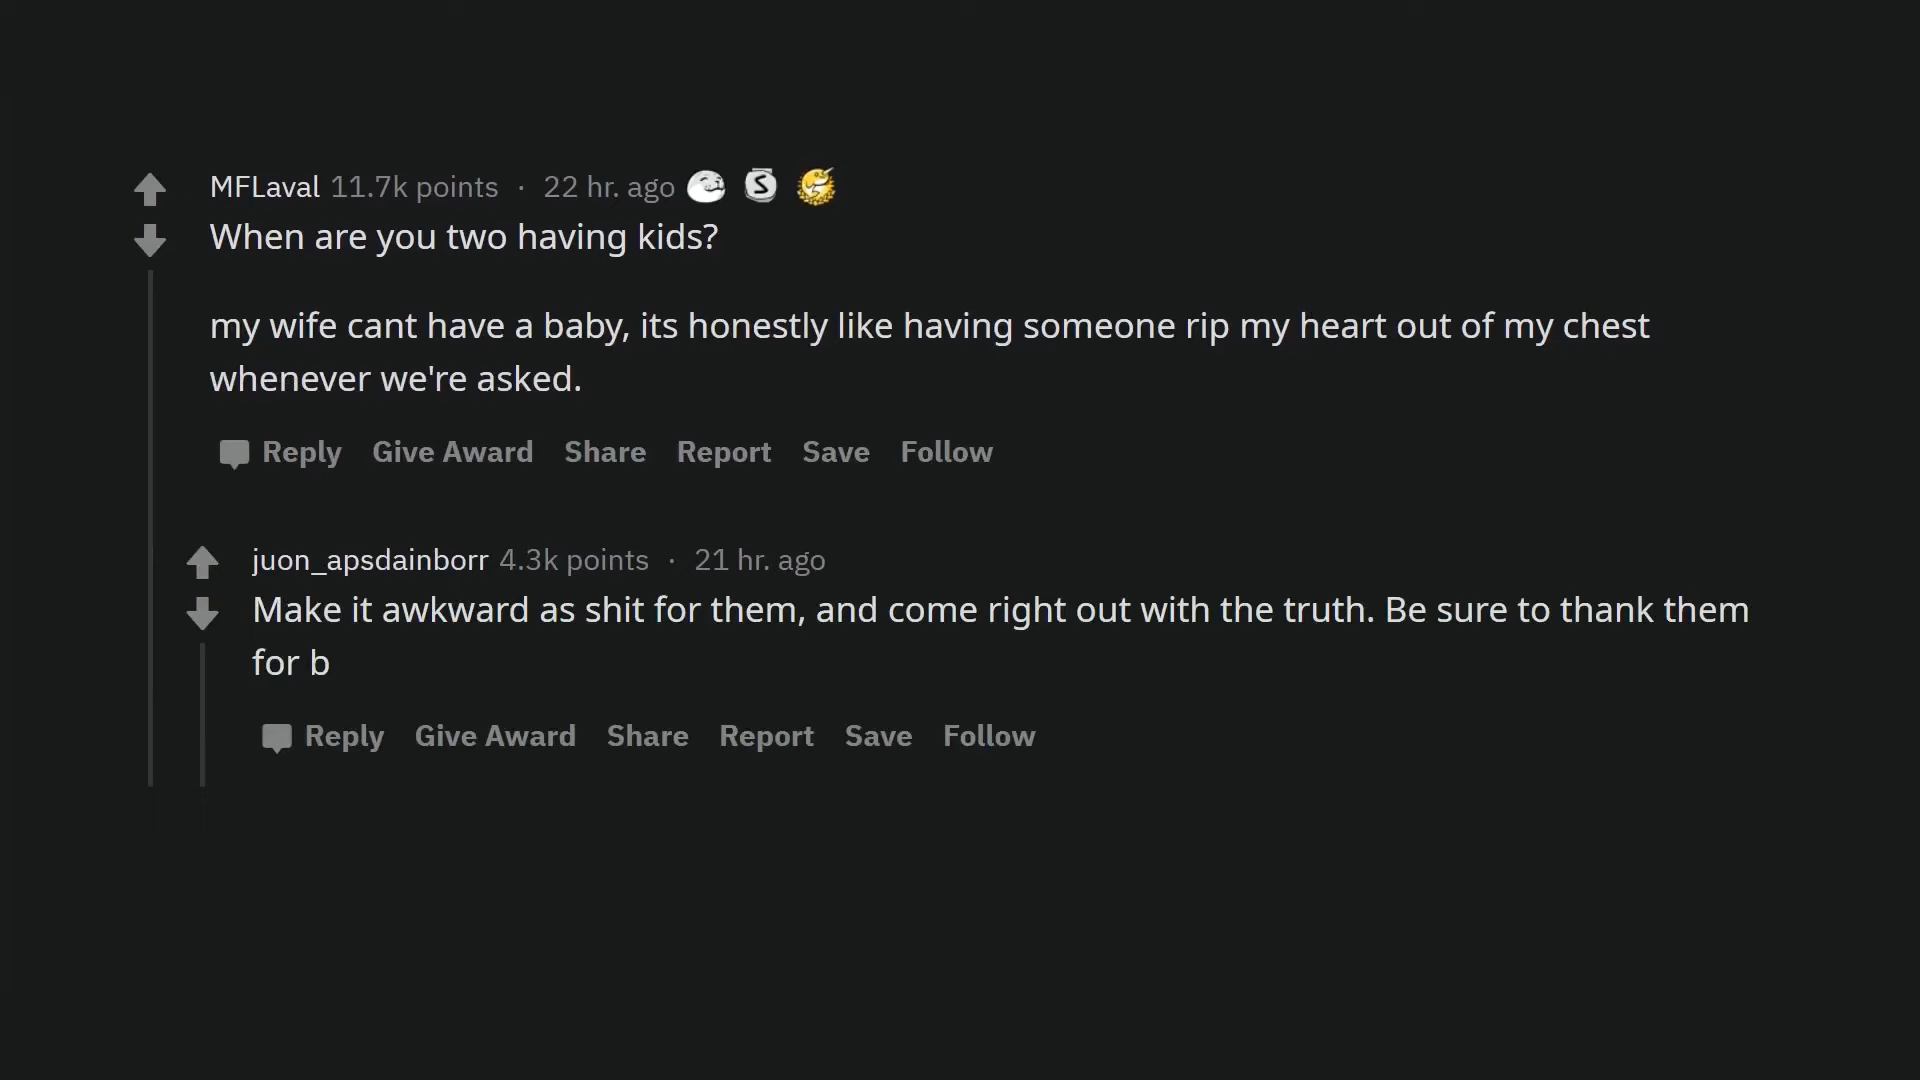 MFLaval 11.7k points · 22 hr. ago
When are you two having kids?
my wife cant have a baby, its honestly like having someone rip my heart out of my chest
whenever we're asked.
Reply Give Award Share Report Save Follow
juon_apsdainborr 4.3k points · 21 hr. ago
Make it awkward as shit for them, and come right out with the truth. Be sure to thank them
for b
Reply Give Award Share Report Save Follow